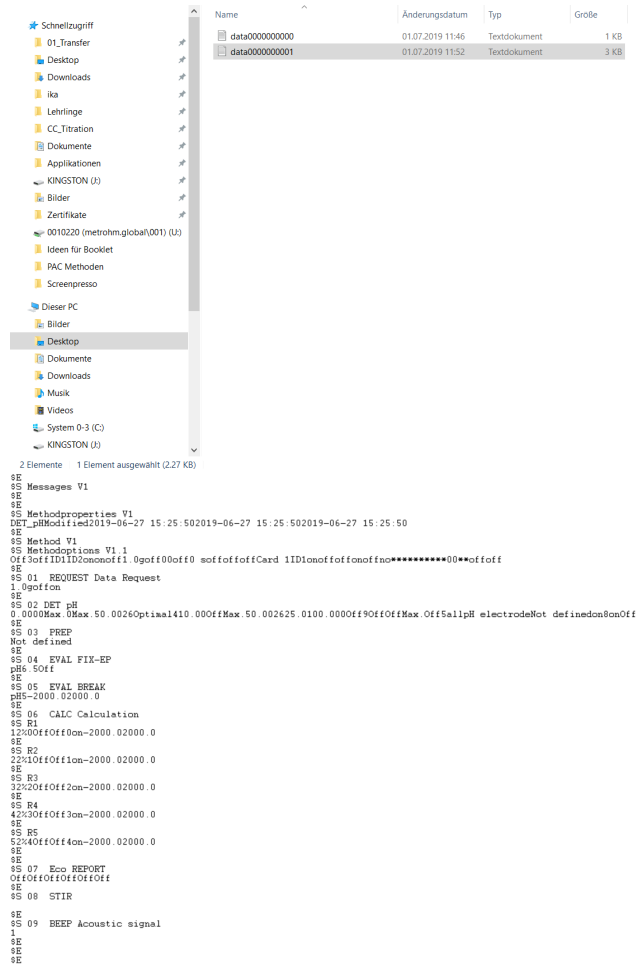 Schnellzugriff
01_Transfer
Desktop
Downloads
ika
Lehrlinge
CC_Titration
Dokumente
Applikationen
KINGSTON (J:)
Bilder
Zertifikate
0010220 (metrohm.global\001) (U:)
Ideen für Booklet
PAC Methoden
Screenpresso
Dieser PC
Bilder
Desktop
Dokumente
Downloads
Musik
Videos
System 0-3 (C:)
KINGSTON (J:)
Name Änderungsdatum Typ Größe
data0000000000 01.07.2019 11:46 Textdokument 1 KB
data0000000001 01.07.2019 11:52 Textdokument 3 KB
2 Elemente 1 Element ausgewählt (2.27 KB)
$E
$S Messages V1
$E
$E
$S Methodproperties V1
DET_pHModified2019-06-27 15:25:502019-06-27 15:25:502019-06-27 15:25:50
$E
$S Method V1
$S Methodoptions V1.1
Off3offID1ID2ononoff1.0goff00off0 soffoffoffCard 1ID1onoffoffonoffno**********00**offoff
$E
$S 01 REQUEST Data Request
1.0goffon
$E
$S 02 DET pH
0.0000Max.0Max.50.0026Optimal410.00OffMax.50.002625.0100.000Off9OffOffMax.Off5allpH electrodeNot definedon8onOff
$E
$S 03 PREP
Not defined
$E
$S 04 EVAL FIX-EP
pH6.5Off
$E
$S 05 EVAL BREAK
pH5-2000.02000.0
$E
$S 06 CALC Calculation
$S R1
12%0OffOff0on-2000.02000.0
$E
$S R2
22%1OffOff1on-2000.02000.0
$E
$S R3
32%2OffOff2on-2000.02000.0
$E
$S R4
42%3OffOff3on-2000.02000.0
$E
$S R5
52%4OffOff4on-2000.02000.0
$E
$E
$S 07 Eco REPORT
OffOffOffOffOffOff
$E
$S 08 STIR
$E
$S 09 BEEP Acoustic signal
1
$E
$E
$E